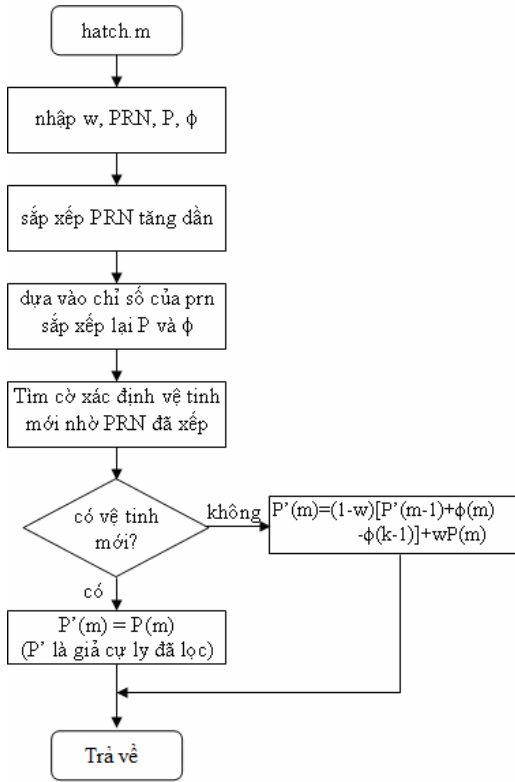 hatch.m
nhập w, PRN, P, ϕ
sắp xếp PRN tăng dần
dựa vào chỉ số của prn
sắp xếp lại P và ϕ
Tìm cờ xác định vệ tinh
mới nhờ PRN đã xếp
có vệ tinh
mới?
không
P’(m)=(1-w)[P’(m-1)+ϕ(m)
-ϕ(k-1)]+wP(m)
có
P’(m) = P(m)
(P’ là giả cự ly đã lọc)
Trả về